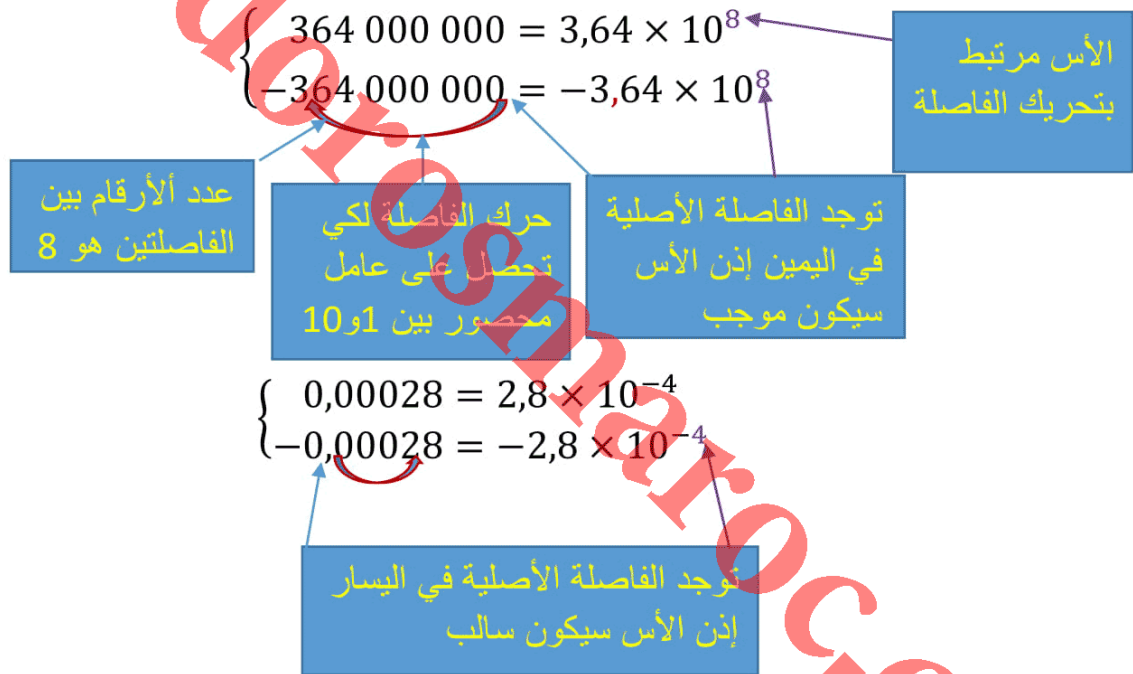 364 000 000 = 3,64 × 10⁸
−364 000 000 = −3,64 × 10⁸
الأس مرتبط
بتحريك الفاصلة
عدد ألأرقام بين
الفاصلتين هو 8
حرك الفاصلة لكي
تحصل على عامل
محصور بين 1و10
توجد الفاصلة الأصلية
في اليمين إذن الأس
سيكون موجب
0,00028 = 2,8 × 10⁻⁴
−0,00028 = −2,8 × 10⁻⁴
توجد الفاصلة الأصلية في اليسار
إذن الأس سيكون سالب
dorosmaroc.